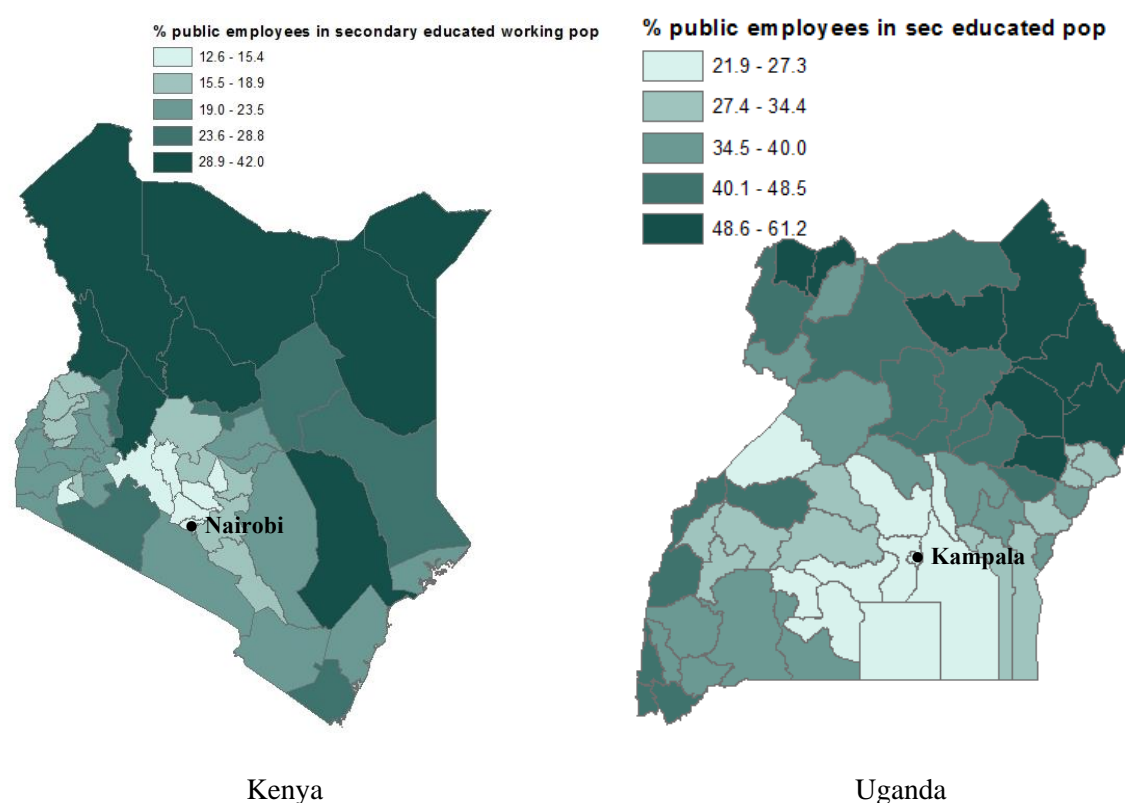 % public employees in secondary educated working pop
12.6 - 15.4
15.5 - 18.9
19.0 - 23.5
23.6 - 28.8
28.9 - 42.0
Nairobi
Kenya
% public employees in sec educated pop
21.9 - 27.3
27.4 - 34.4
34.5 - 40.0
40.1 - 48.5
48.6 - 61.2
Kampala
Uganda